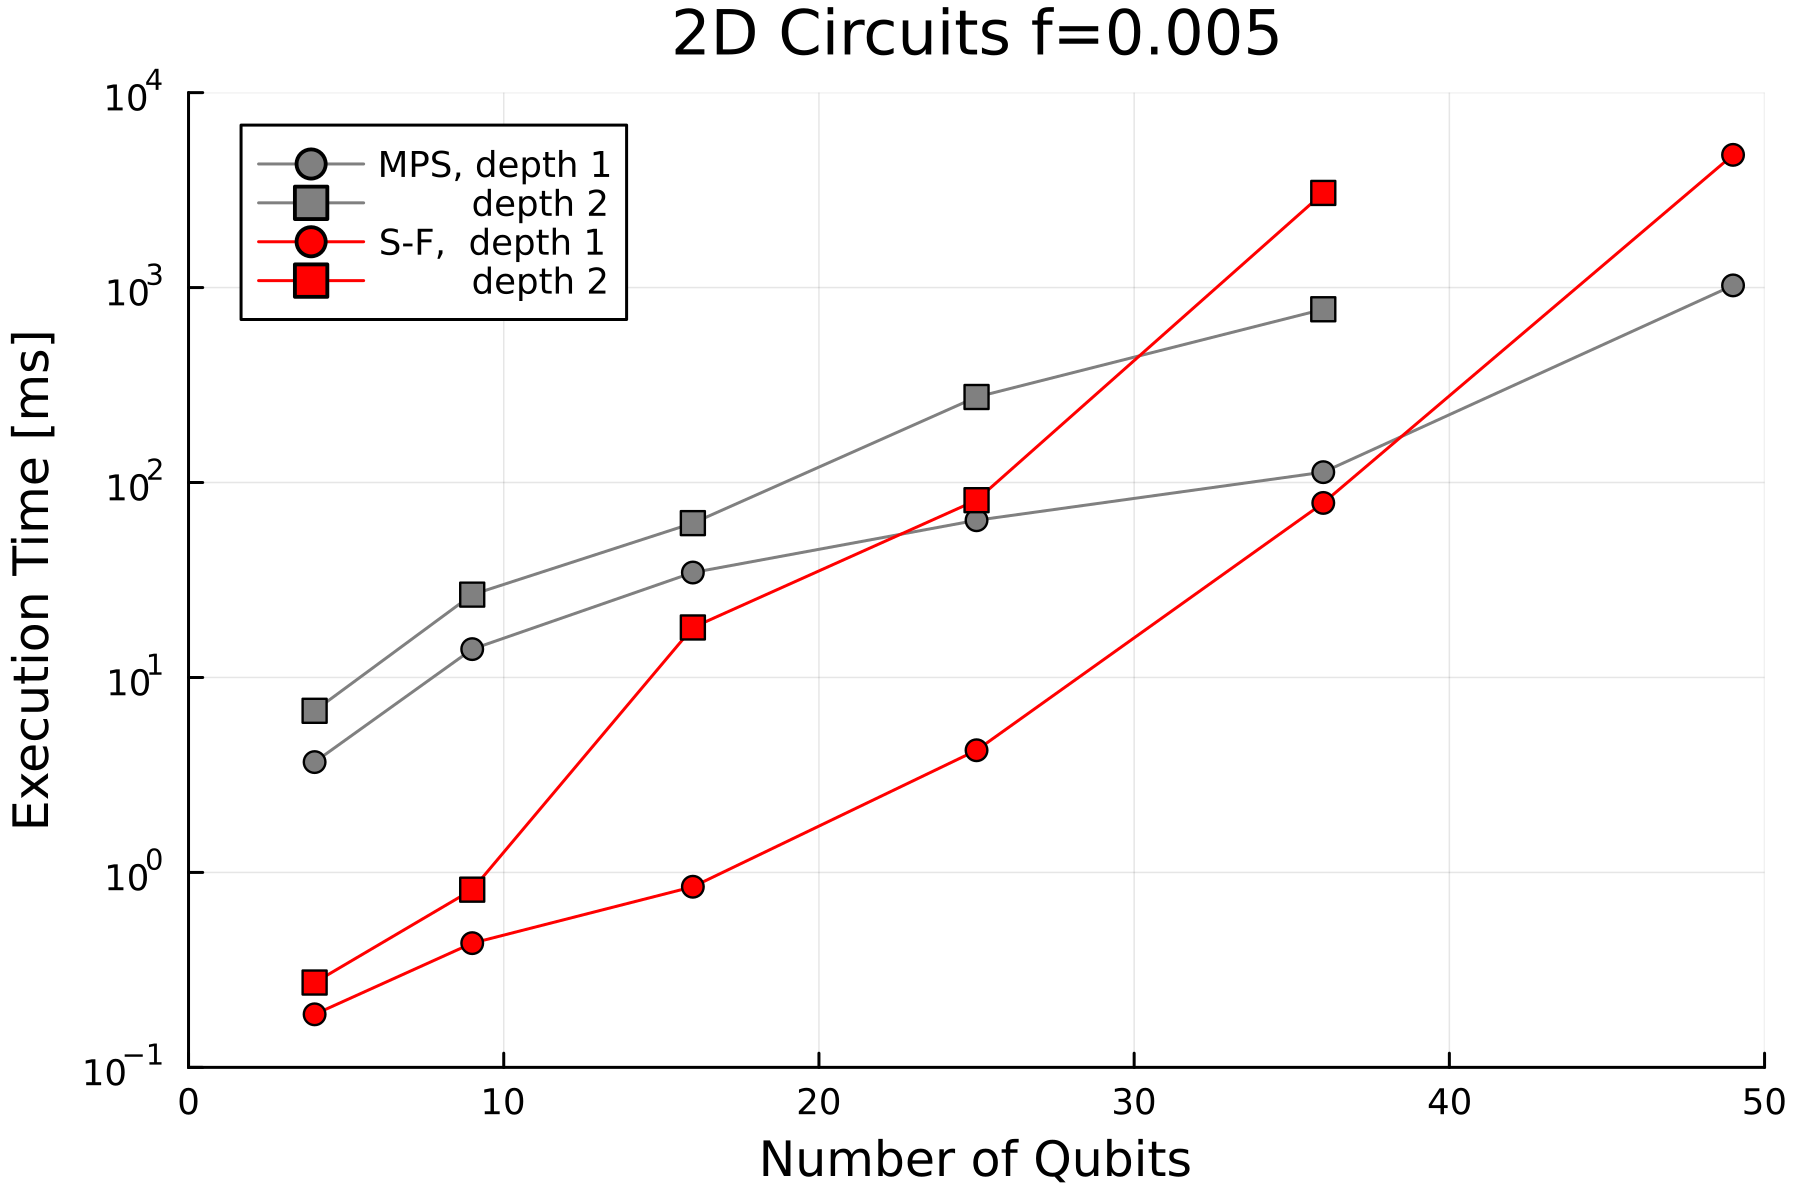 2D Circuits f=0.005
Execution Time [ms]
10^4
10^3
10^2
10^1
10^0
10^−1
MPS, depth 1
depth 2
S-F, depth 1
depth 2
0 10 20 30 40 50
Number of Qubits